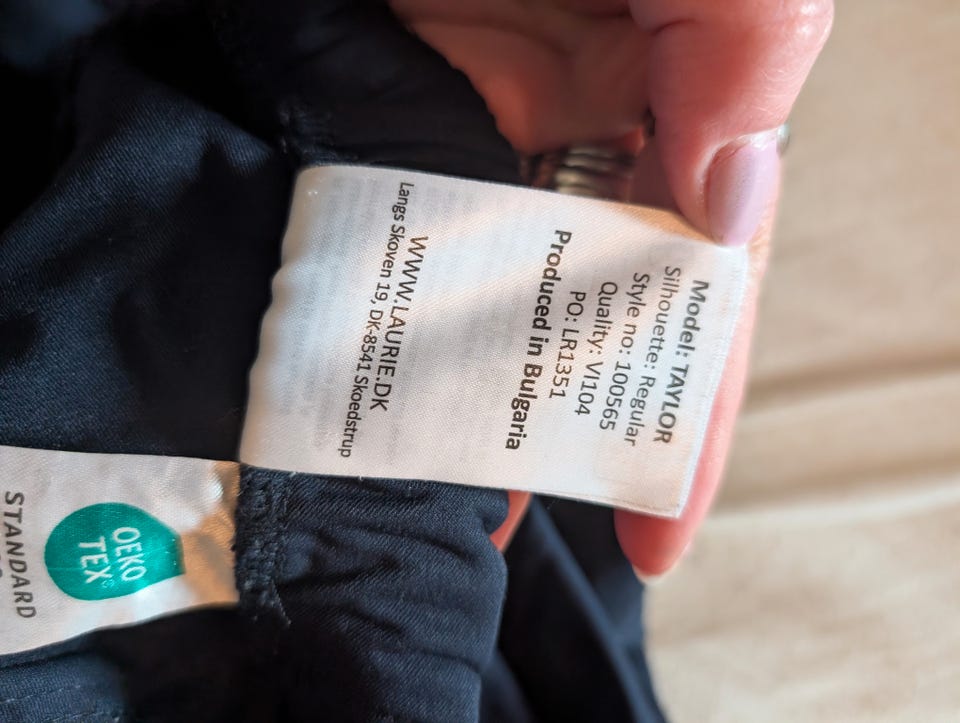 Model: TAYLOR
Silhouette: Regular
Style no: 100565
Quality: VI104
PO: LR1351
Produced in Bulgaria
WWW.LAURIE.DK
Langs Skoven 19, DK-8541 Skoedstrup
OEKO
TEX®
STANDARD